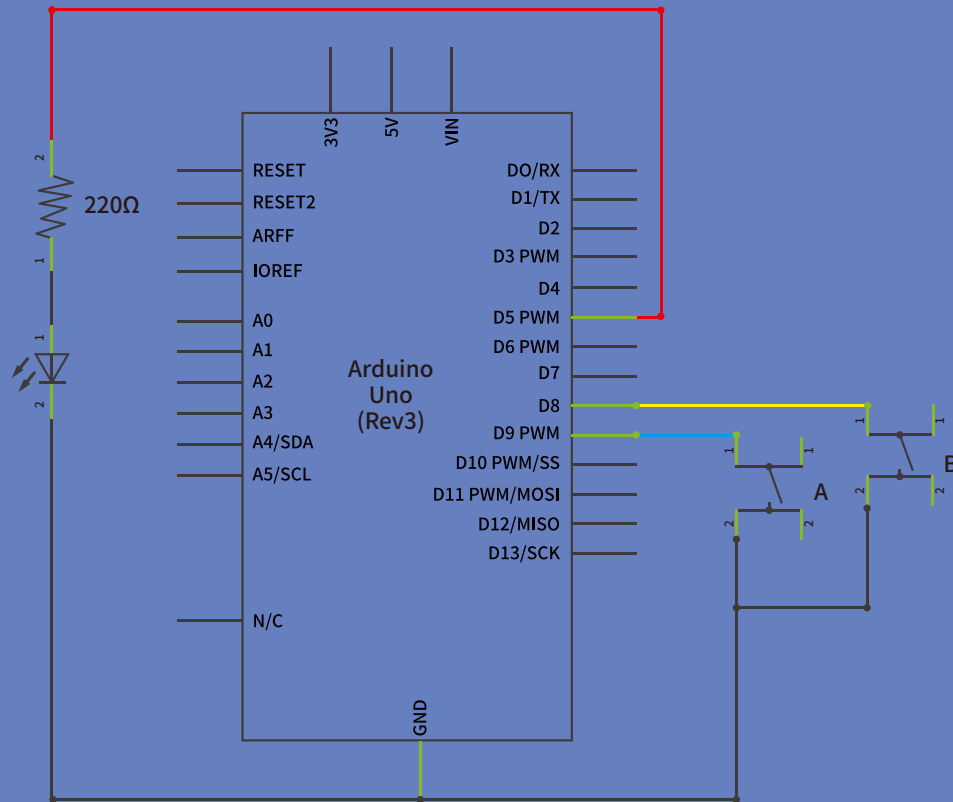 3V3
5V
VIN
RESET
RESET2
ARFF
IOREF
A0
A1
A2
A3
A4/SDA
A5/SCL
N/C
DO/RX
D1/TX
D2
D3 PWM
D4
D5 PWM
D6 PWM
D7
D8
D9 PWM
D10 PWM/SS
D11 PWM/MOSI
D12/MISO
D13/SCK
GND
Arduino
Uno
(Rev3)
2
220Ω
1
1
2
1
1
A
2
2
1
1
B
2
2